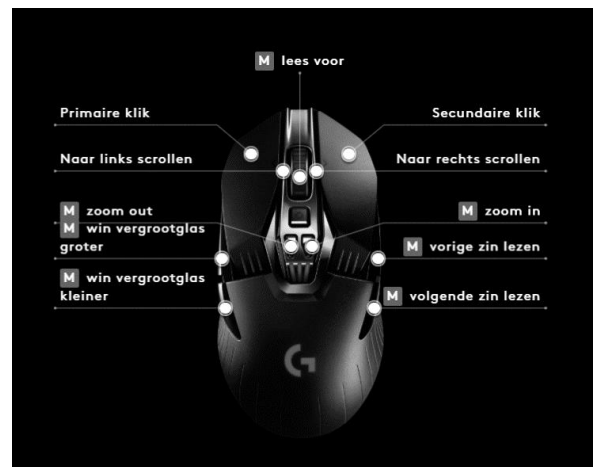 M lees voor
Primaire klik
Secundaire klik
Naar links scrollen
Naar rechts scrollen
M zoom out
M zoom in
M win vergrootglas
groter
M vorige zin lezen
M win vergrootglas
kleiner
M volgende zin lezen
G